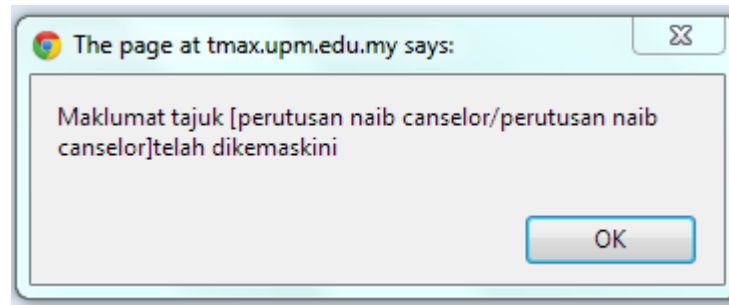 The page at tmax.upm.edu.my says:
Maklumat tajuk [perutusan naib canselor/perutusan naib
canselor]telah dikemaskini
OK